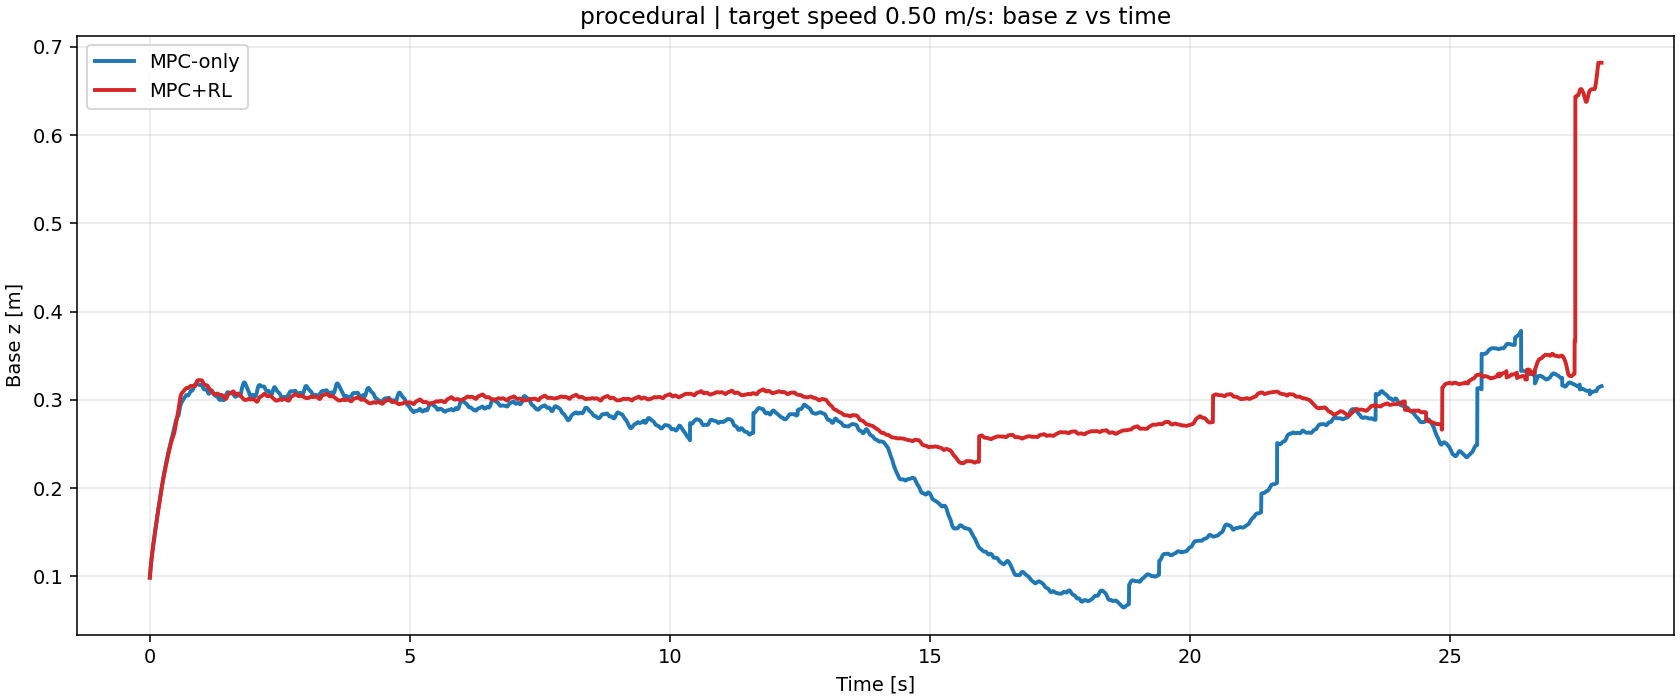 procedural | target speed 0.50 m/s: base z vs time
MPC-only
MPC+RL
Base z [m]
0.7
0.6
0.5
0.4
0.3
0.2
0.1
0
5
10
15
20
25
Time [s]